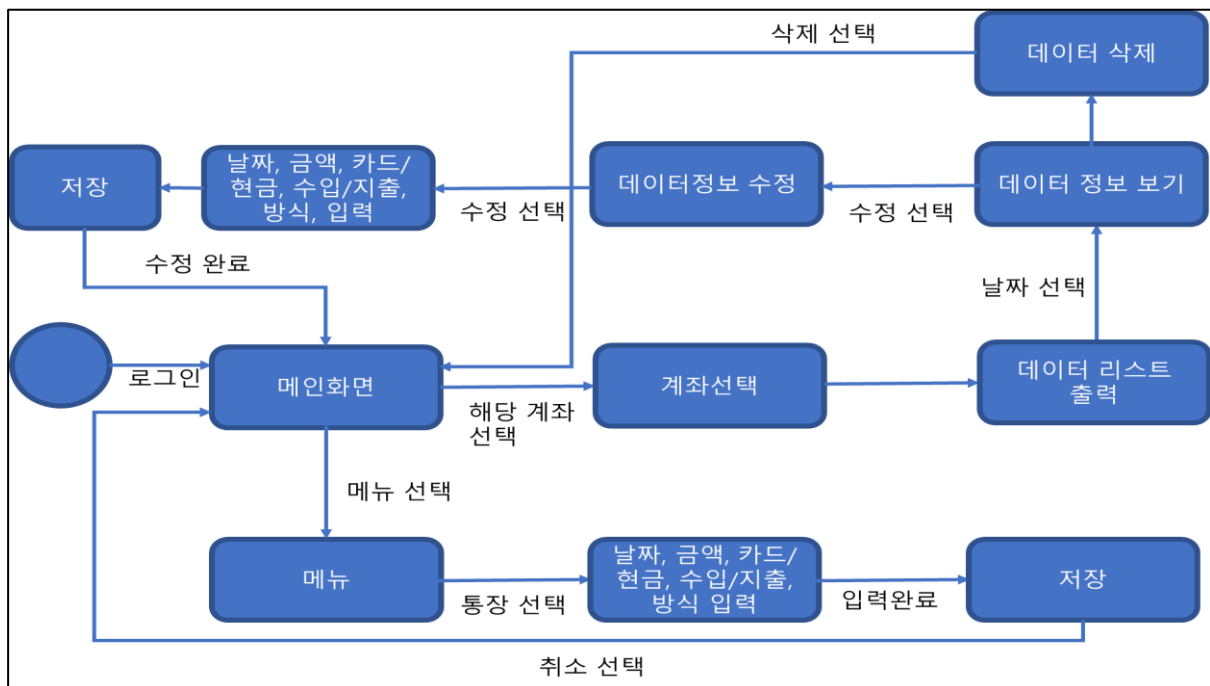 삭제 선택
데이터 삭제
저장
날짜, 금액, 카드/
현금, 수입/지출,
방식, 입력
수정 선택
데이터정보 수정
수정 선택
데이터 정보 보기
수정 완료
날짜 선택
로그인
메인화면
해당 계좌
선택
계좌선택
데이터 리스트
출력
메뉴 선택
메뉴
통장 선택
날짜, 금액, 카드/
현금, 수입/지출,
방식 입력
입력완료
저장
취소 선택